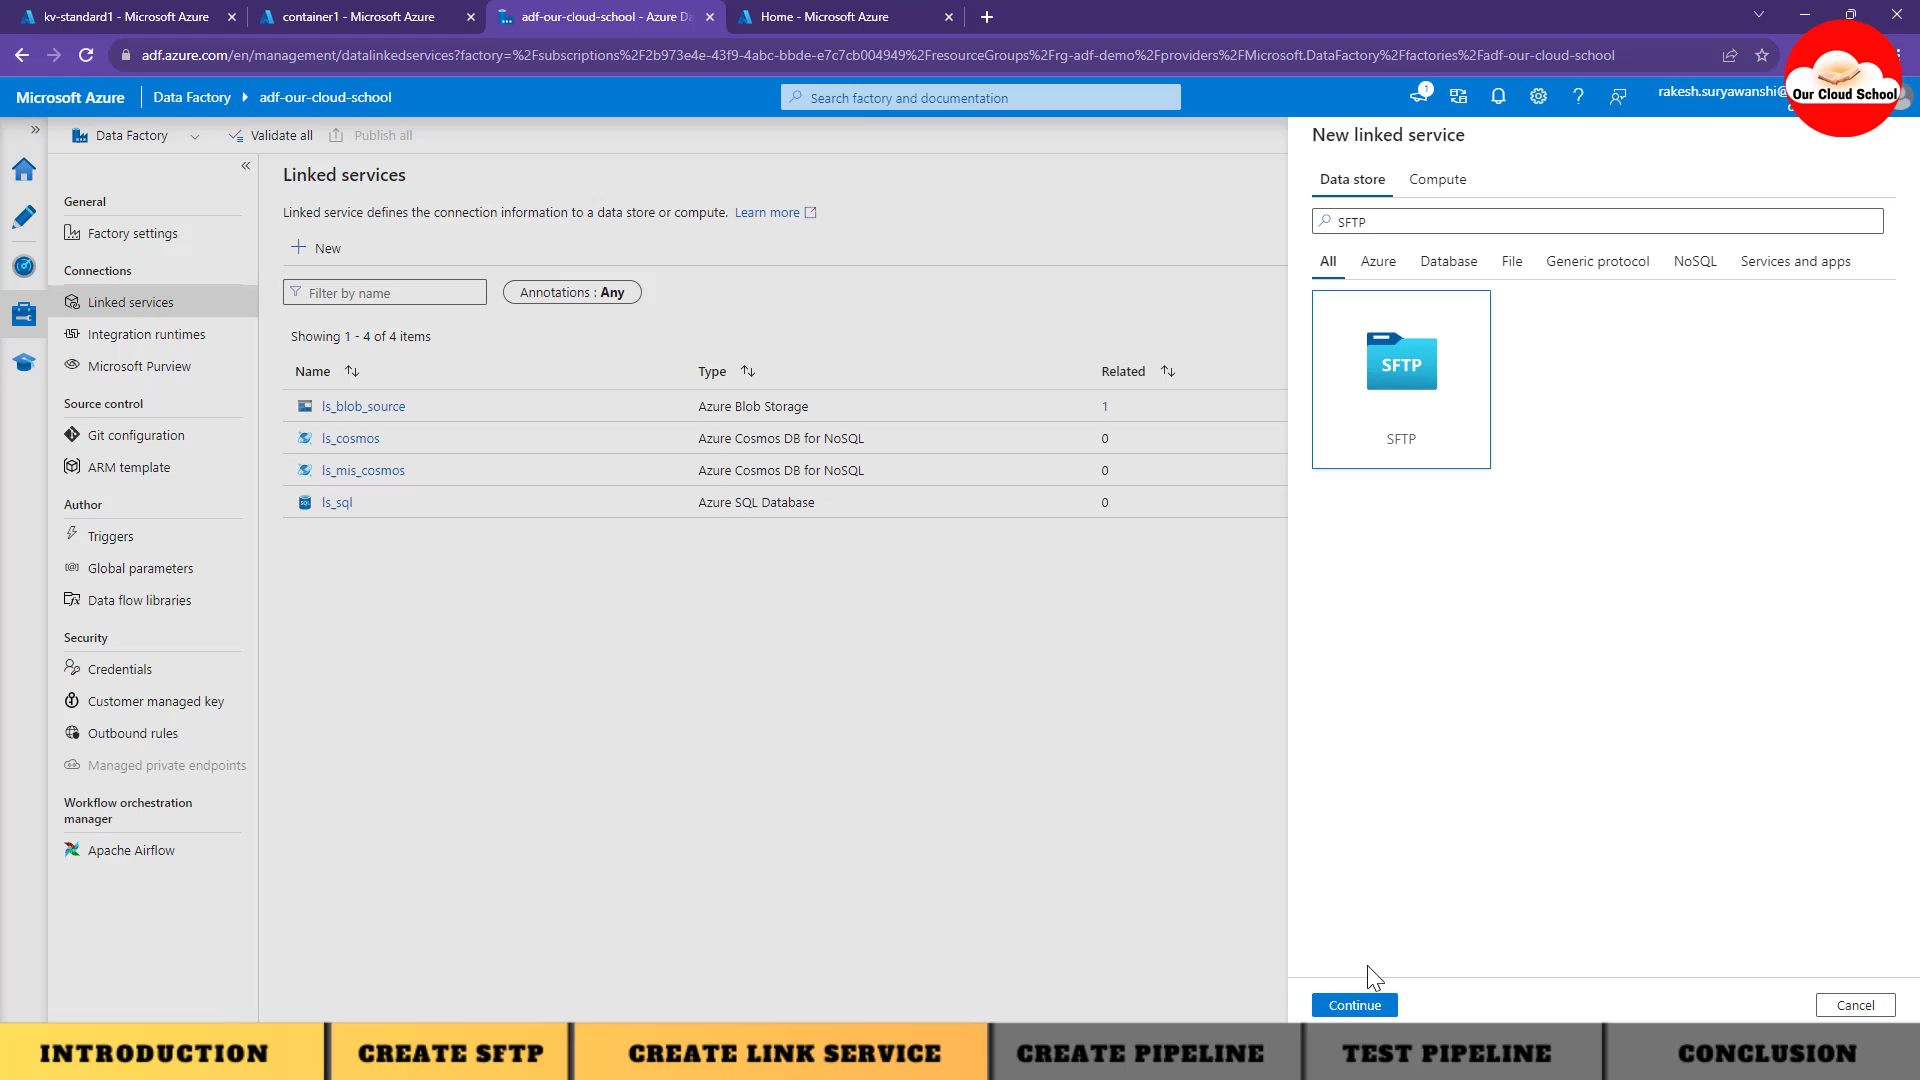 kv-standard1 - Microsoft Azure
container1 - Microsoft Azure
adf-our-cloud-school - Azure Da
Home - Microsoft Azure
adf.azure.com/en/management/datalinkedservices?factory=%2Fsubscriptions%2F2b973e4e-43f9-4abc-bbde-e7c7cb004949%2FresourceGroups%2Frg-adf-demo%2Fproviders%2FMicrosoft.DataFactory%2Ffactories%2Fadf-our-cloud-school
Microsoft Azure
Data Factory
adf-our-cloud-school
Search factory and documentation
1
rakesh.suryawanshi@
Our Cloud School
Data Factory
Validate all
Publish all
General
Factory settings
Connections
Linked services
Integration runtimes
Microsoft Purview
Source control
Git configuration
ARM template
Author
Triggers
Global parameters
Data flow libraries
Security
Credentials
Customer managed key
Outbound rules
Managed private endpoints
Workflow orchestration
manager
Apache Airflow
Linked services
Linked service defines the connection information to a data store or compute. Learn more
New
Filter by name
Annotations : Any
Showing 1 - 4 of 4 items
Name Type Related
ls_blob_source Azure Blob Storage 1
ls_cosmos Azure Cosmos DB for NoSQL 0
ls_mis_cosmos Azure Cosmos DB for NoSQL 0
ls_sql Azure SQL Database 0
New linked service
Data store Compute
SFTP
All Azure Database File Generic protocol NoSQL Services and apps
SFTP
SFTP
Continue
Cancel
INTRODUCTION
CREATE SFTP
CREATE LINK SERVICE
CREATE PIPELINE
TEST PIPELINE
CONCLUSION